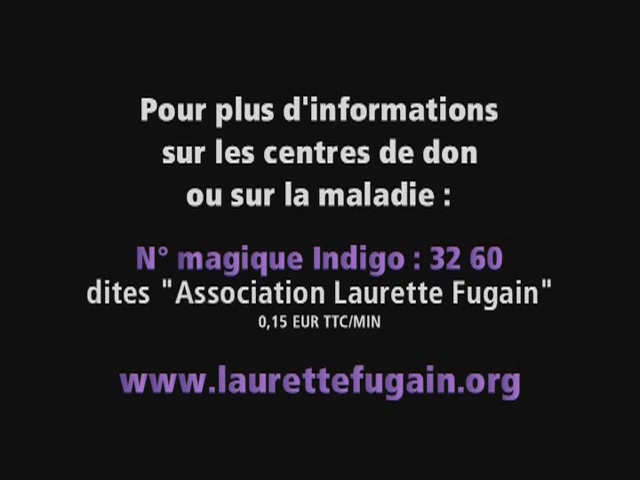 Pour plus d'informations
sur les centres de don
ou sur la maladie :
N° magique Indigo : 32 60
dites "Association Laurette Fugain"
0,15 EUR TTC/MIN
www.laurettefugain.org